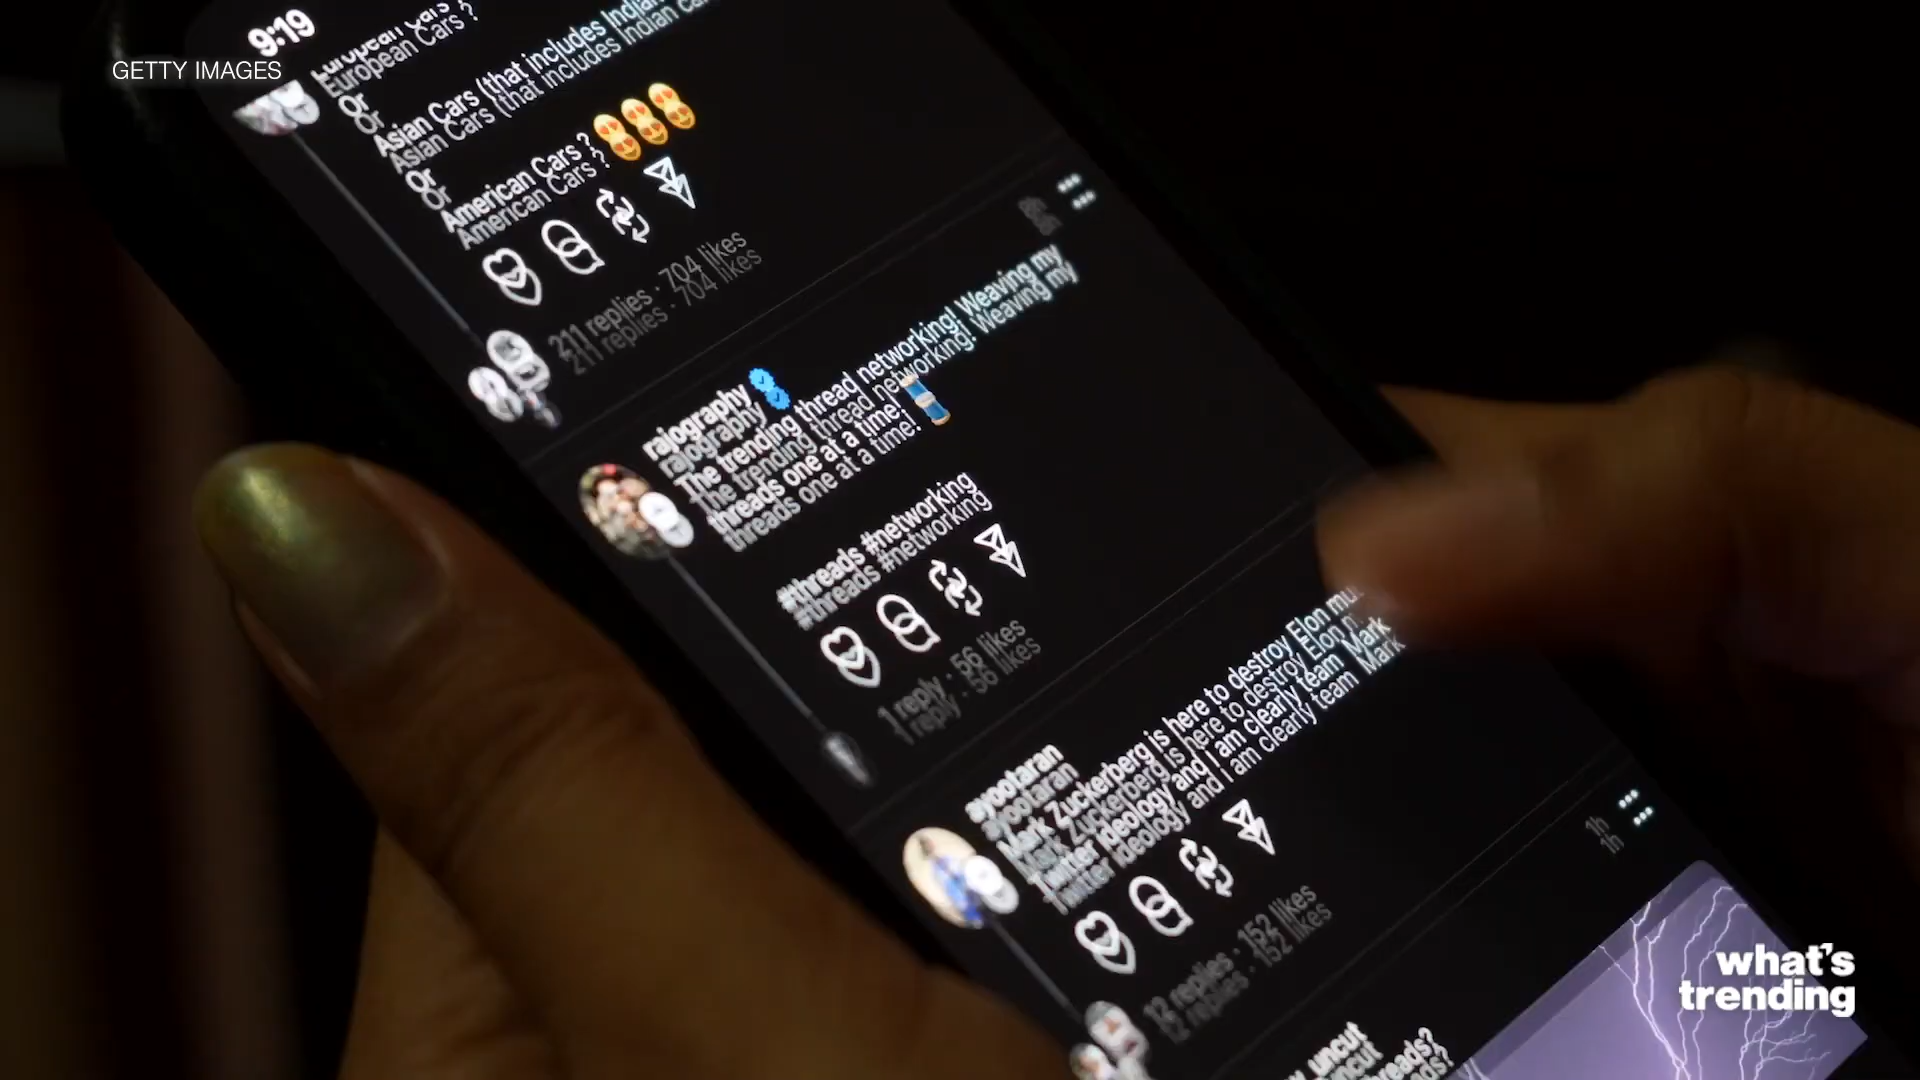 9:19
GETTY IMAGES
European Cars ?
Or
Asian Cars (that includes Indian
Or
American Cars ? 😍😍😍
211 replies · 704 likes
8h
rajography
The trending thread networking! Weaving my
threads one at a time! 🧵
#threads #networking
1 reply · 56 likes
ayootaran
Mark Zuckerberg is here to destroy Elon
Twitter ideology and I am clearly team Mark
12 replies · 152 likes
1h
uncut
what's
trending